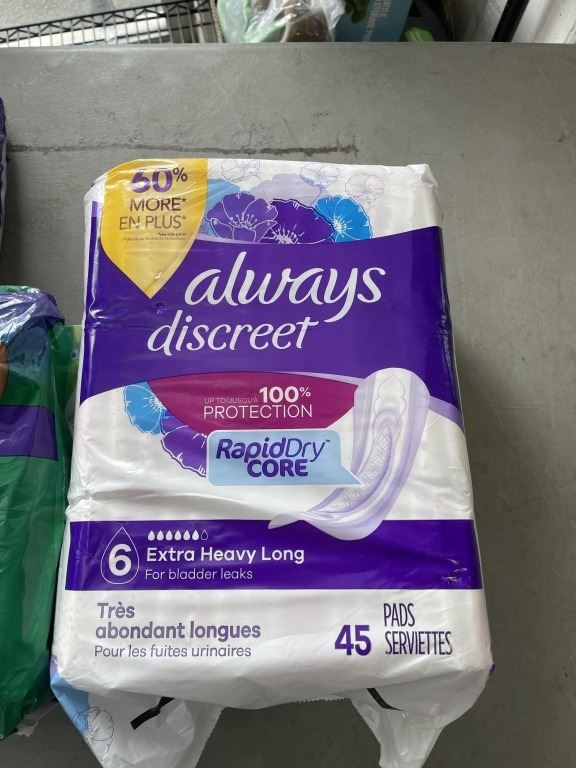 60%
MORE*
EN PLUS*
always
discreet
UP TO/JUSQU'À 100%
PROTECTION
RapidDry™
CORE
6 Extra Heavy Long
For bladder leaks
Très
abondant longues
Pour les fuites urinaires
45 PADS
SERVIETTES